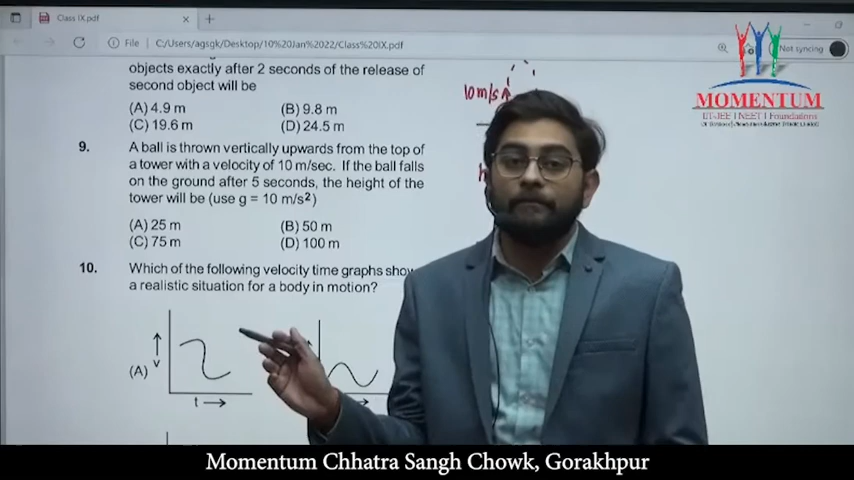 Class IX.pdf
File | C:/Users/agsgk/Desktop/10%20Jan%2022/Class%20IX.pdf
Not syncing
objects exactly after 2 seconds of the release of
second object will be
(A) 4.9 m (B) 9.8 m
(C) 19.6 m (D) 24.5 m
10 m/s
9. A ball is thrown vertically upwards from the top of
a tower with a velocity of 10 m/sec. If the ball falls
on the ground after 5 seconds, the height of the
tower will be (use g = 10 m/s²)
h
(A) 25 m (B) 50 m
(C) 75 m (D) 100 m
10. Which of the following velocity time graphs show
a realistic situation for a body in motion?
(A) v
t
MOMENTUM
IIT-JEE | NEET | Foundations
Momentum Chhatra Sangh Chowk, Gorakhpur